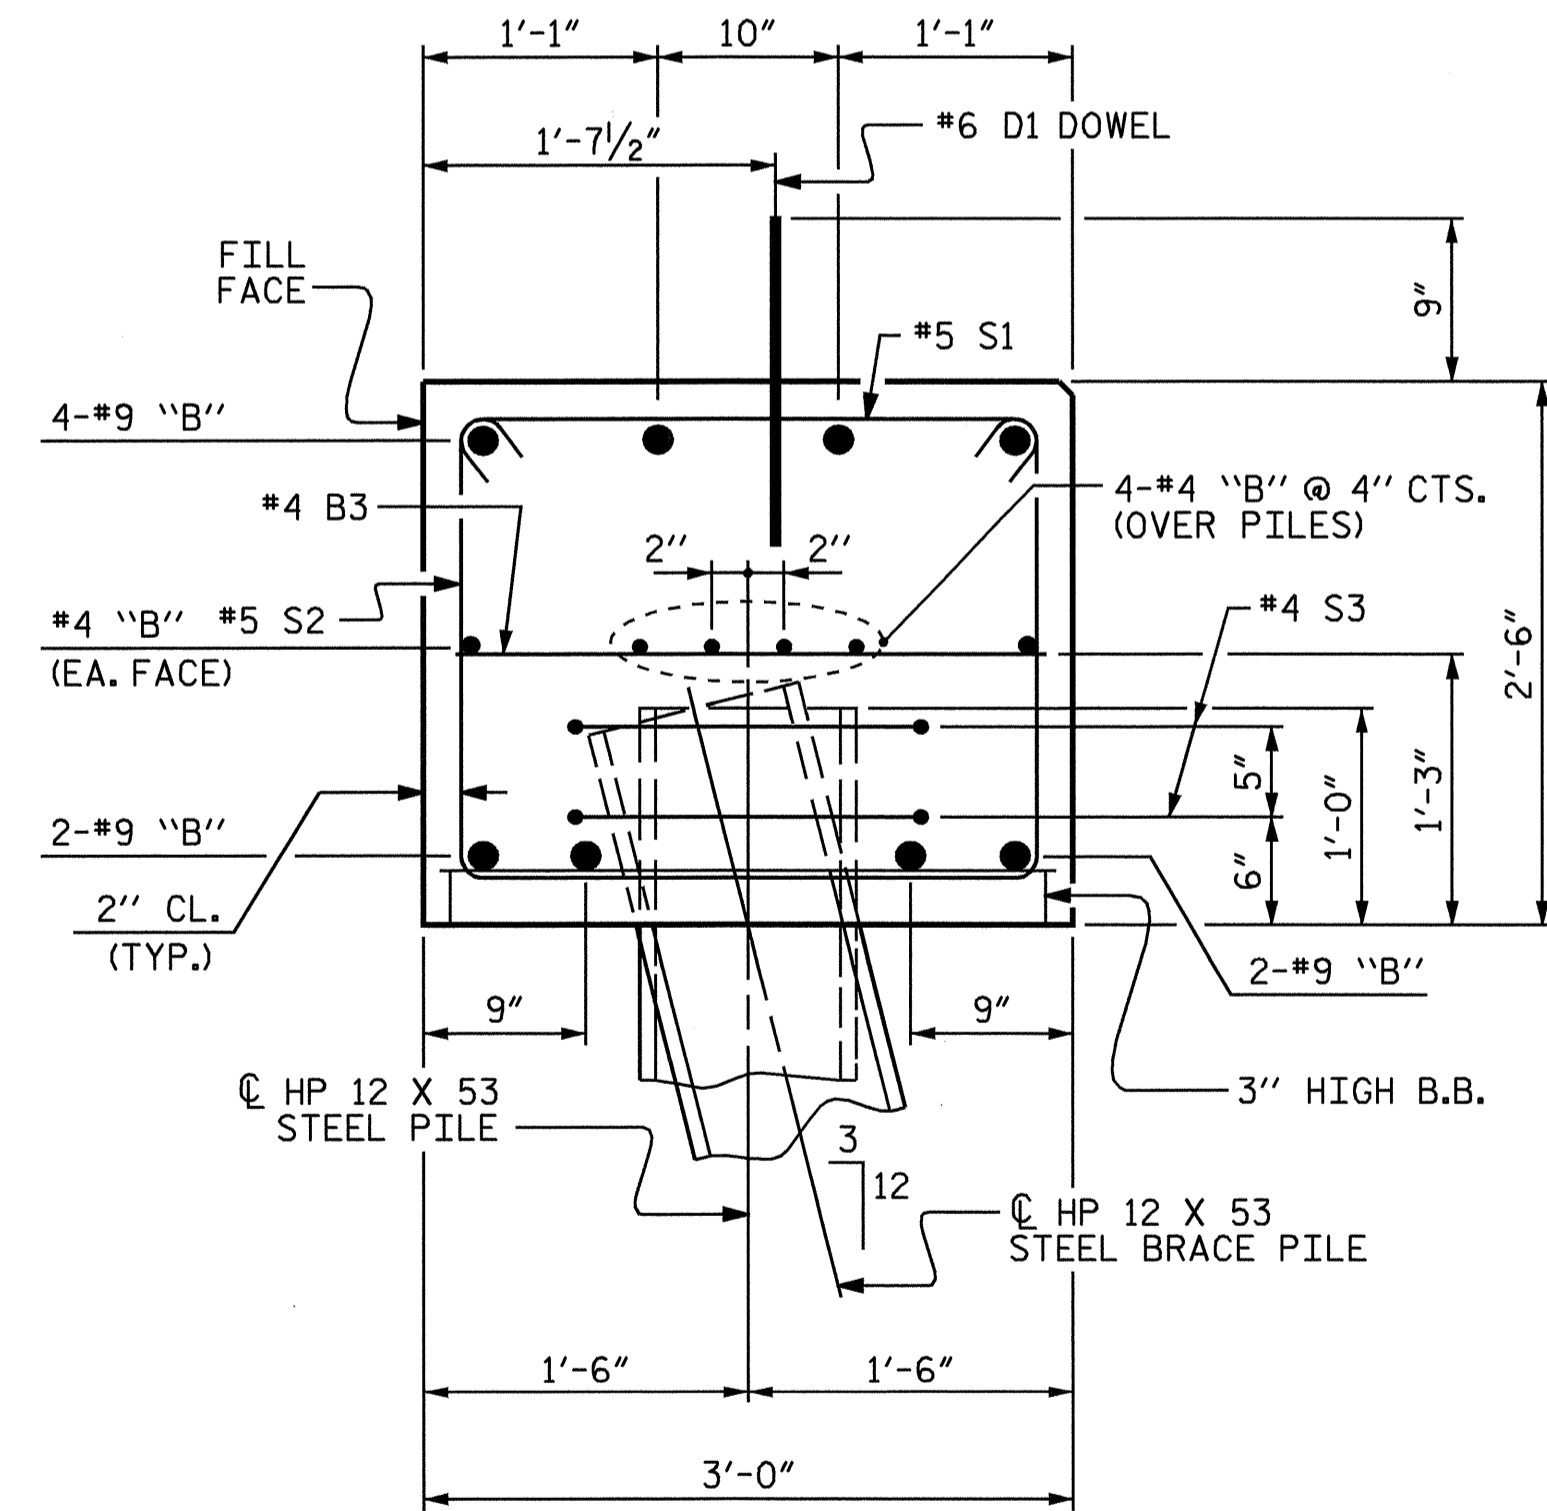 1'-1"
10"
1'-1"
#6 D1 DOWEL
1'-7 1/2"
FILL
FACE
9"
#5 S1
4-#9 "B"
#4 B3
4-#4 "B" @ 4" CTS.
(OVER PILES)
2"
2"
#4 "B"
#5 S2
(EA. FACE)
#4 S3
2'-6"
1'-3"
1'-0"
5"
6"
2-#9 "B"
2" CL.
(TYP.)
2-#9 "B"
9"
9"
3" HIGH B.B.
℄ HP 12 X 53
STEEL PILE
3
12
℄ HP 12 X 53
STEEL BRACE PILE
1'-6"
1'-6"
3'-0"